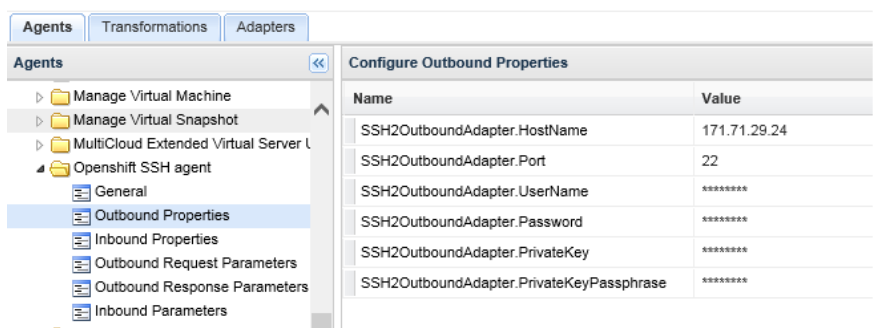 Agents Transformations Adapters
Agents
Manage Virtual Machine
Manage Virtual Snapshot
MultiCloud Extended Virtual Server
Openshift SSH agent
General
Outbound Properties
Inbound Properties
Outbound Request Parameters
Outbound Response Parameters
Inbound Parameters
Configure Outbound Properties
Name Value
SSH2OutboundAdapter.HostName 171.71.29.24
SSH2OutboundAdapter.Port 22
SSH2OutboundAdapter.UserName ********
SSH2OutboundAdapter.Password ********
SSH2OutboundAdapter.PrivateKey ********
SSH2OutboundAdapter.PrivateKeyPassphrase ********